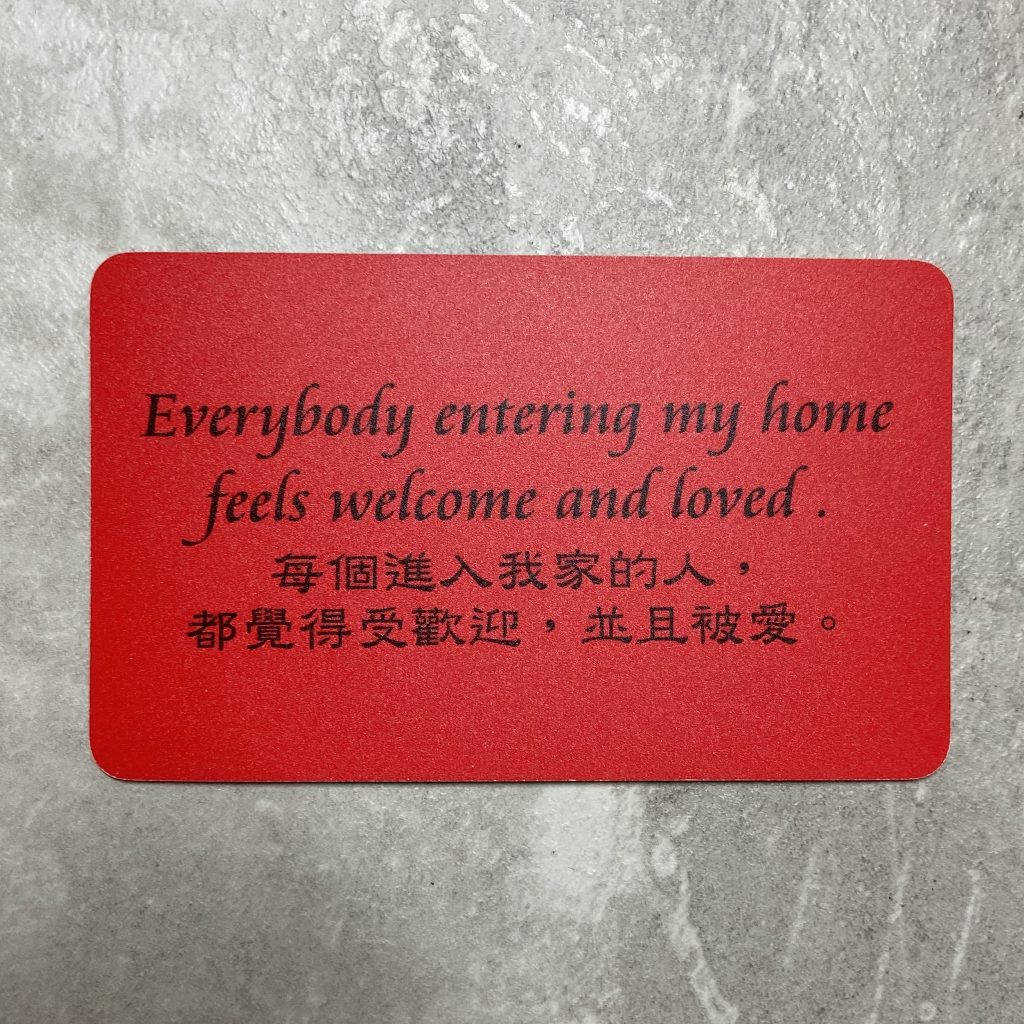 Everybody entering my home
feels welcome and loved .
每個進入我家的人，
都覺得受歡迎，並且被愛。